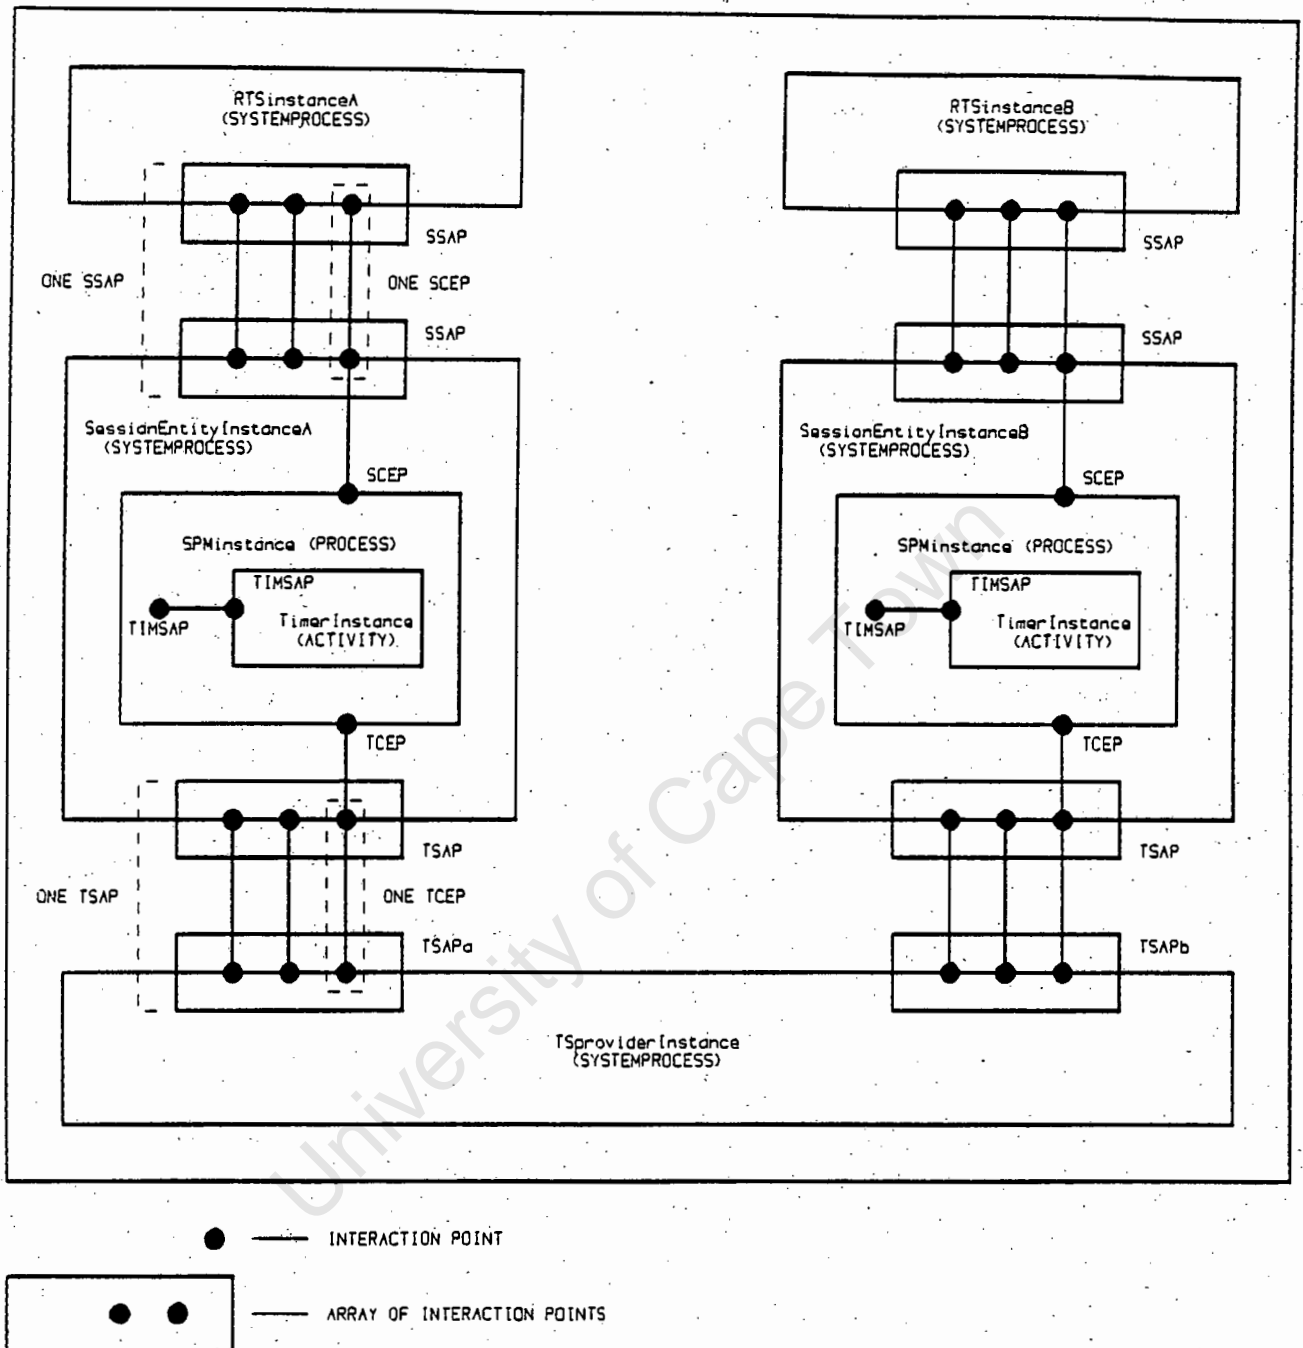 RTSinstanceA
(SYSTEMPROCESS)
RTSinstanceB
(SYSTEMPROCESS)
SSAP
SSAP
ONE SSAP
ONE SCEP
SSAP
SSAP
SessionEntityInstanceA
(SYSTEMPROCESS)
SessionEntityInstanceB
(SYSTEMPROCESS)
SCEP
SCEP
SPMinstance (PROCESS)
SPMinstance (PROCESS)
TIMSAP
TIMSAP
TIMSAP
TimerInstance
(ACTIVITY)
TIMSAP
TimerInstance
(ACTIVITY)
TCEP
TCEP
TSAP
TSAP
ONE TSAP
ONE TCEP
TSAPa
TSAPb
TSproviderInstance
(SYSTEMPROCESS)
University of Cape Town
INTERACTION POINT
ARRAY OF INTERACTION POINTS